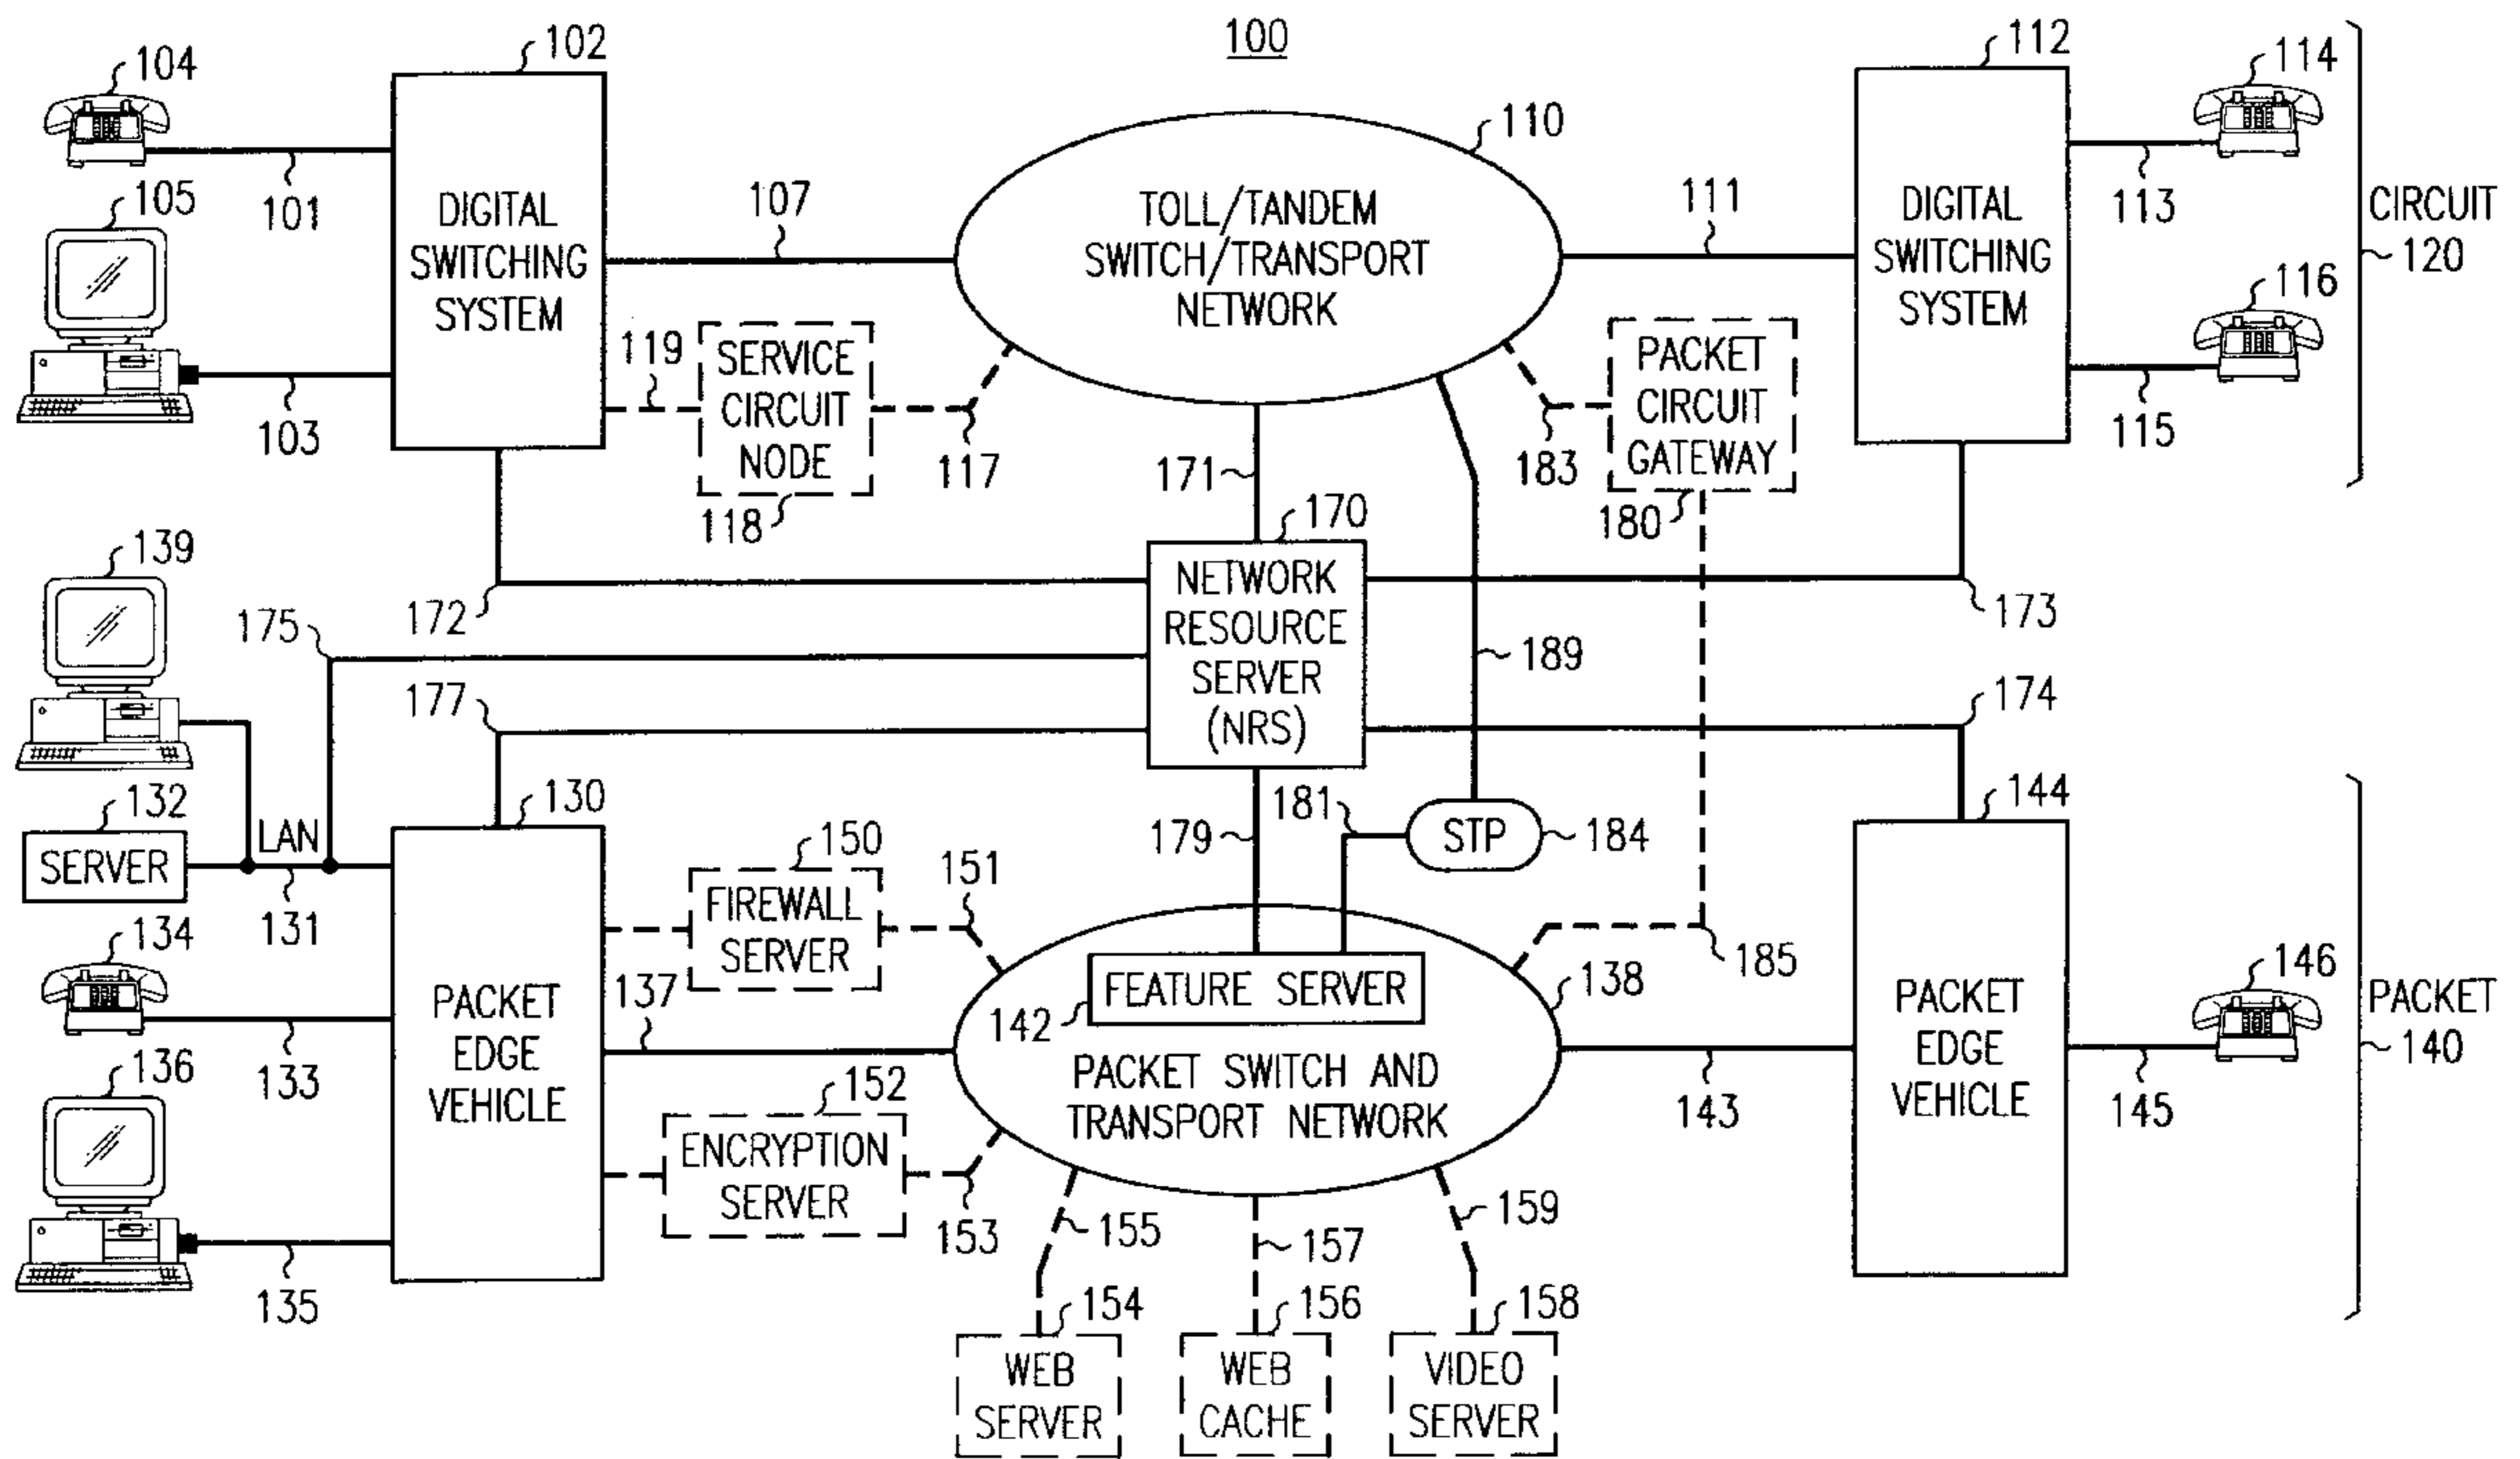 100
102
104
101
105
103
DIGITAL
SWITCHING
SYSTEM
107
119
SERVICE
CIRCUIT
NODE
118
117
110
TOLL/TANDEM
SWITCH/TRANSPORT
NETWORK
111
171
183
PACKET
CIRCUIT
GATEWAY
180
112
DIGITAL
SWITCHING
SYSTEM
114
113
116
115
CIRCUIT
120
139
175
172
177
170
NETWORK
RESOURCE
SERVER
(NRS)
189
173
174
132
SERVER
LAN
131
134
133
136
135
130
PACKET
EDGE
VEHICLE
150
FIREWALL
SERVER
151
137
152
ENCRYPTION
SERVER
153
179
181
STP
184
185
138
FEATURE SERVER
142
PACKET SWITCH AND
TRANSPORT NETWORK
143
144
PACKET
EDGE
VEHICLE
146
145
PACKET
140
155
157
159
154
WEB
SERVER
156
WEB
CACHE
158
VIDEO
SERVER